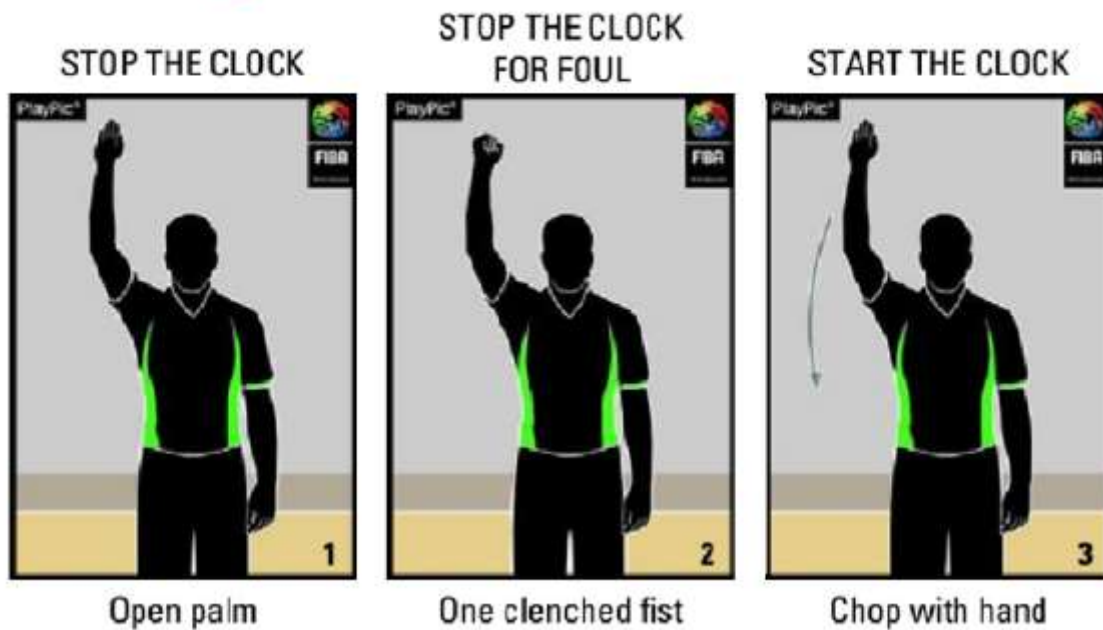 STOP THE CLOCK
STOP THE CLOCK
FOR FOUL
START THE CLOCK
PlayPic®
FIBA
PlayPic®
FIBA
PlayPic®
FIBA
1
2
3
Open palm
One clenched fist
Chop with hand